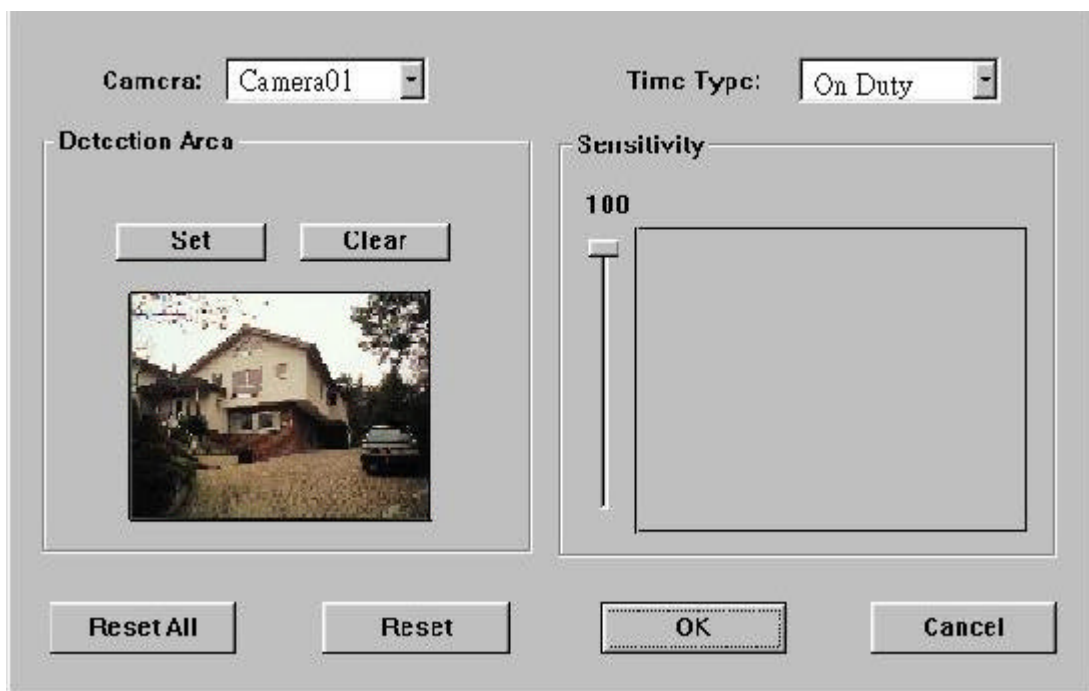 Camera: Camera01
Time Type: On Duty
Detection Area
Set Clear
Sensitivity
100
Reset All Reset OK Cancel